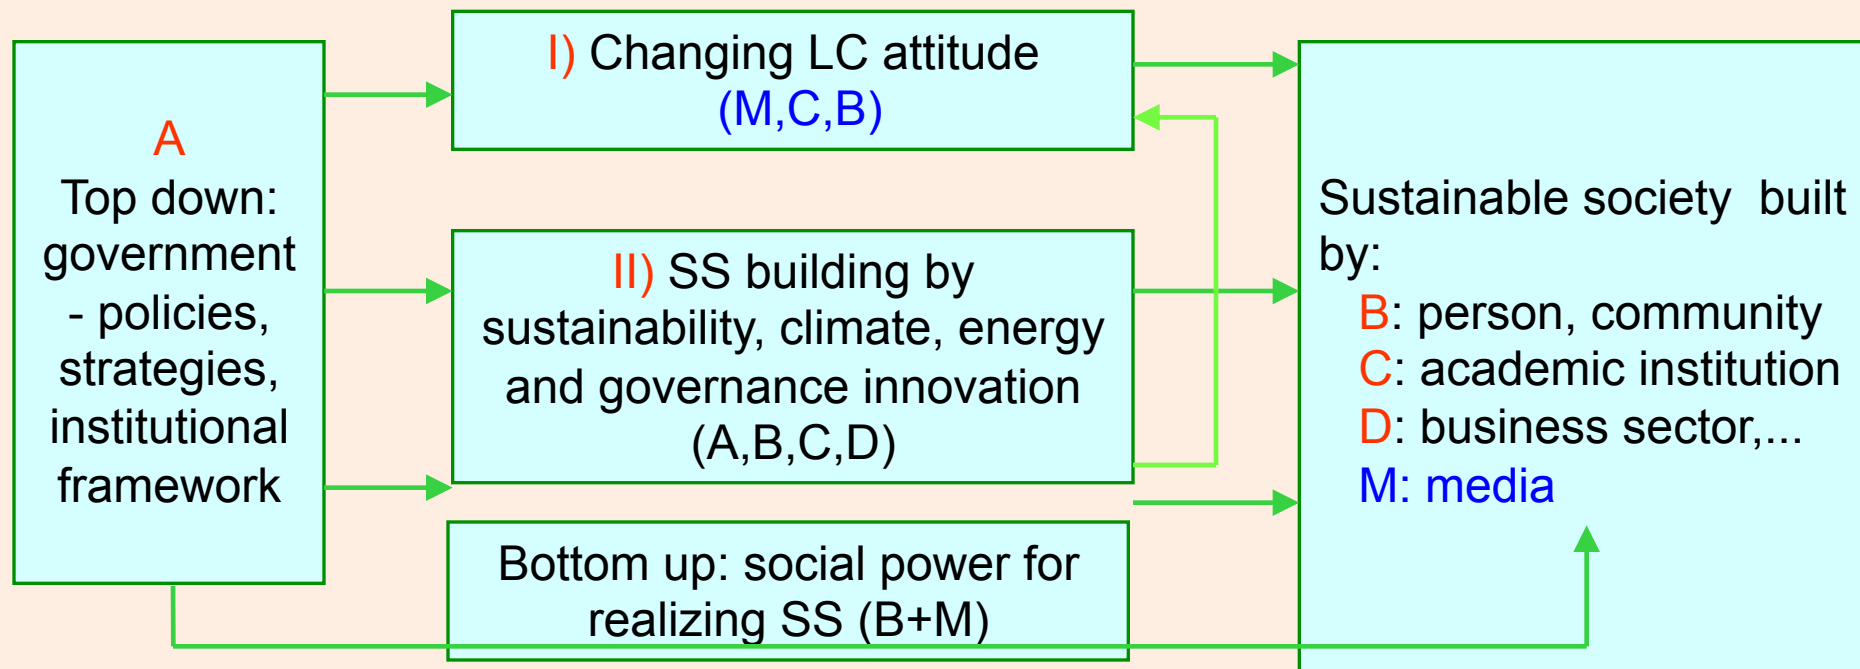 A
Top down:
government
- policies,
strategies,
institutional
framework
I) Changing LC attitude
(M,C,B)
II) SS building by
sustainability, climate, energy
and governance innovation
(A,B,C,D)
Bottom up: social power for
realizing SS (B+M)
Sustainable society built
by:
B: person, community
C: academic institution
D: business sector,...
M: media